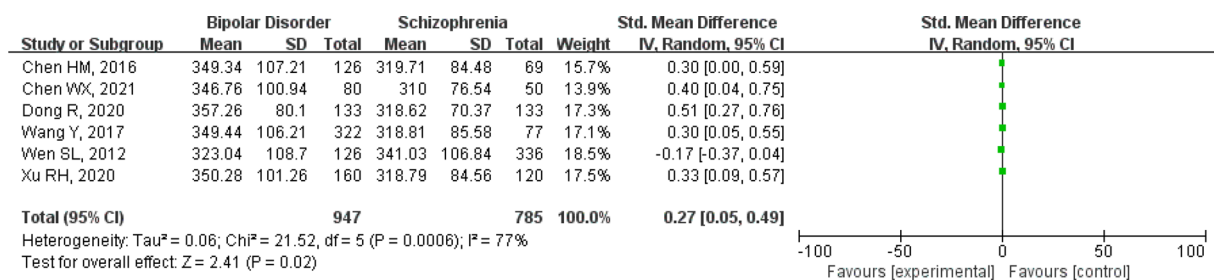 Bipolar Disorder Schizophrenia Std. Mean Difference Std. Mean Difference
Study or Subgroup Mean SD Total Mean SD Total Weight IV, Random, 95% CI IV, Random, 95% CI
Chen HM, 2016 349.34 107.21 126 319.71 84.48 69 15.7% 0.30 [0.00, 0.59]
Chen WX, 2021 346.76 100.94 80 310 76.54 50 13.9% 0.40 [0.04, 0.75]
Dong R, 2020 357.26 80.1 133 318.62 70.37 133 17.3% 0.51 [0.27, 0.76]
Wang Y, 2017 349.44 106.21 322 318.81 85.58 77 17.1% 0.30 [0.05, 0.55]
Wen SL, 2012 323.04 108.7 126 341.03 106.84 336 18.5% -0.17 [-0.37, 0.04]
Xu RH, 2020 350.28 101.26 160 318.79 84.56 120 17.5% 0.33 [0.09, 0.57]
Total (95% CI) 947 785 100.0% 0.27 [0.05, 0.49]
Heterogeneity: Tau² = 0.06; Chi² = 21.52, df = 5 (P = 0.0006); I² = 77%
Test for overall effect: Z = 2.41 (P = 0.02)
-100 -50 0 50 100
Favours [experimental] Favours [control]